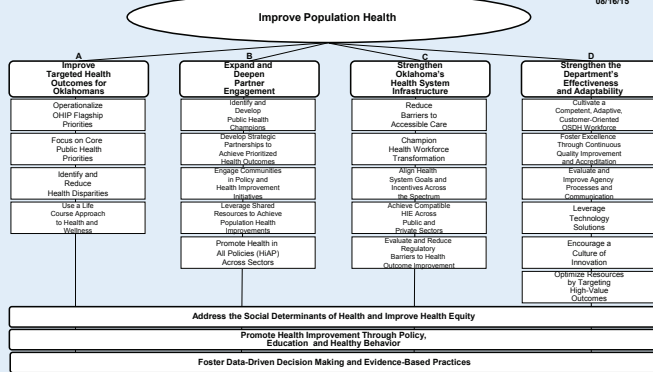 08/16/15
Improve Population Health
A
Improve
Targeted Health
Outcomes for
Oklahomans
Operationalize
OHIP Flagship
Priorities
Focus on Core
Public Health
Priorities
Identify and
Reduce
Health Disparities
Use a Life
Course Approach
to Health and
Wellness
B
Expand and
Deepen
Partner
Engagement
Identify and
Develop
Public Health
Champions
Develop Strategic
Partnerships to
Achieve Prioritized
Health Outcomes
Engage Communities
in Policy and
Health Improvement
Initiatives
Leverage Shared
Resources to Achieve
Population Health
Improvements
Promote Health in
All Policies (HiAP)
Across Sectors
C
Strengthen
Oklahoma's
Health System
Infrastructure
Reduce
Barriers to
Accessible Care
Champion
Health Workforce
Transformation
Align Health
System Goals and
Incentives Across
the Spectrum
Achieve Compatible
HIE Across
Public and
Private Sectors
Evaluate and Reduce
Regulatory
Barriers to Health
Outcome Improvement
D
Strengthen the
Department's
Effectiveness
and Adaptability
Cultivate a
Competent, Adaptive,
Customer-Oriented
OSDH Workforce
Foster Excellence
Through Continuous
Quality Improvement
and Accreditation
Evaluate and
Improve Agency
Processes and
Communication
Leverage
Technology
Solutions
Encourage a
Culture of
Innovation
Optimize Resources
by Targeting
High-Value
Outcomes
Address the Social Determinants of Health and Improve Health Equity
Promote Health Improvement Through Policy,
Education and Healthy Behavior
Foster Data-Driven Decision Making and Evidence-Based Practices